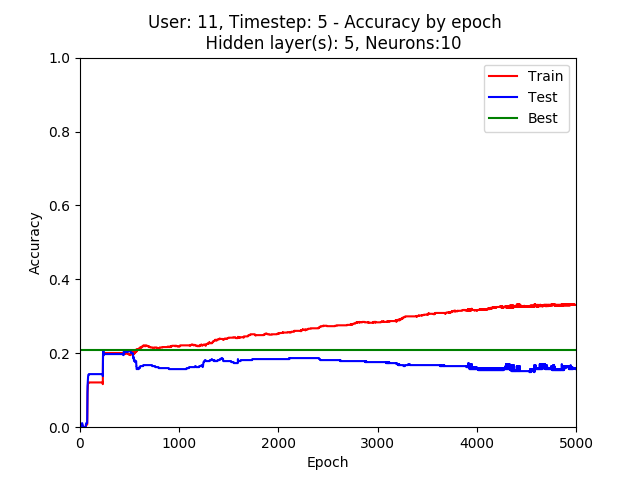 User: 11, Timestep: 5 - Accuracy by epoch
Hidden layer(s): 5, Neurons:10
1.0
0.8
0.6
0.4
0.2
0.0
Accuracy
Train
Test
Best
0
1000
2000
3000
4000
5000
Epoch